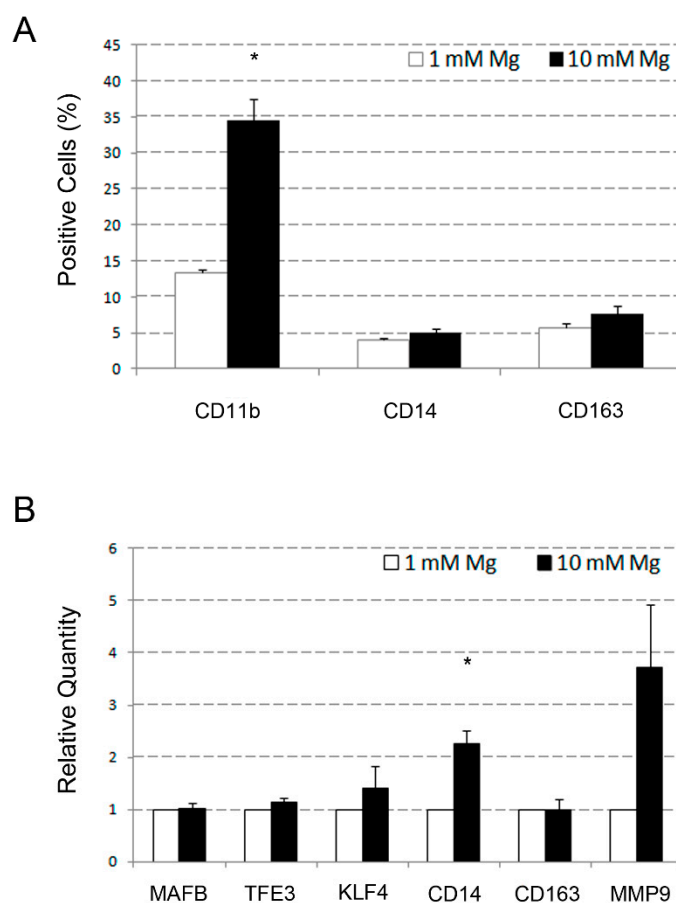 A
Positive Cells (%)
45
40
35
30
25
20
15
10
5
0
1 mM Mg 10 mM Mg
*
CD11b CD14 CD163
B
Relative Quantity
6
5
4
3
2
1
0
1 mM Mg 10 mM Mg
*
MAFB TFE3 KLF4 CD14 CD163 MMP9